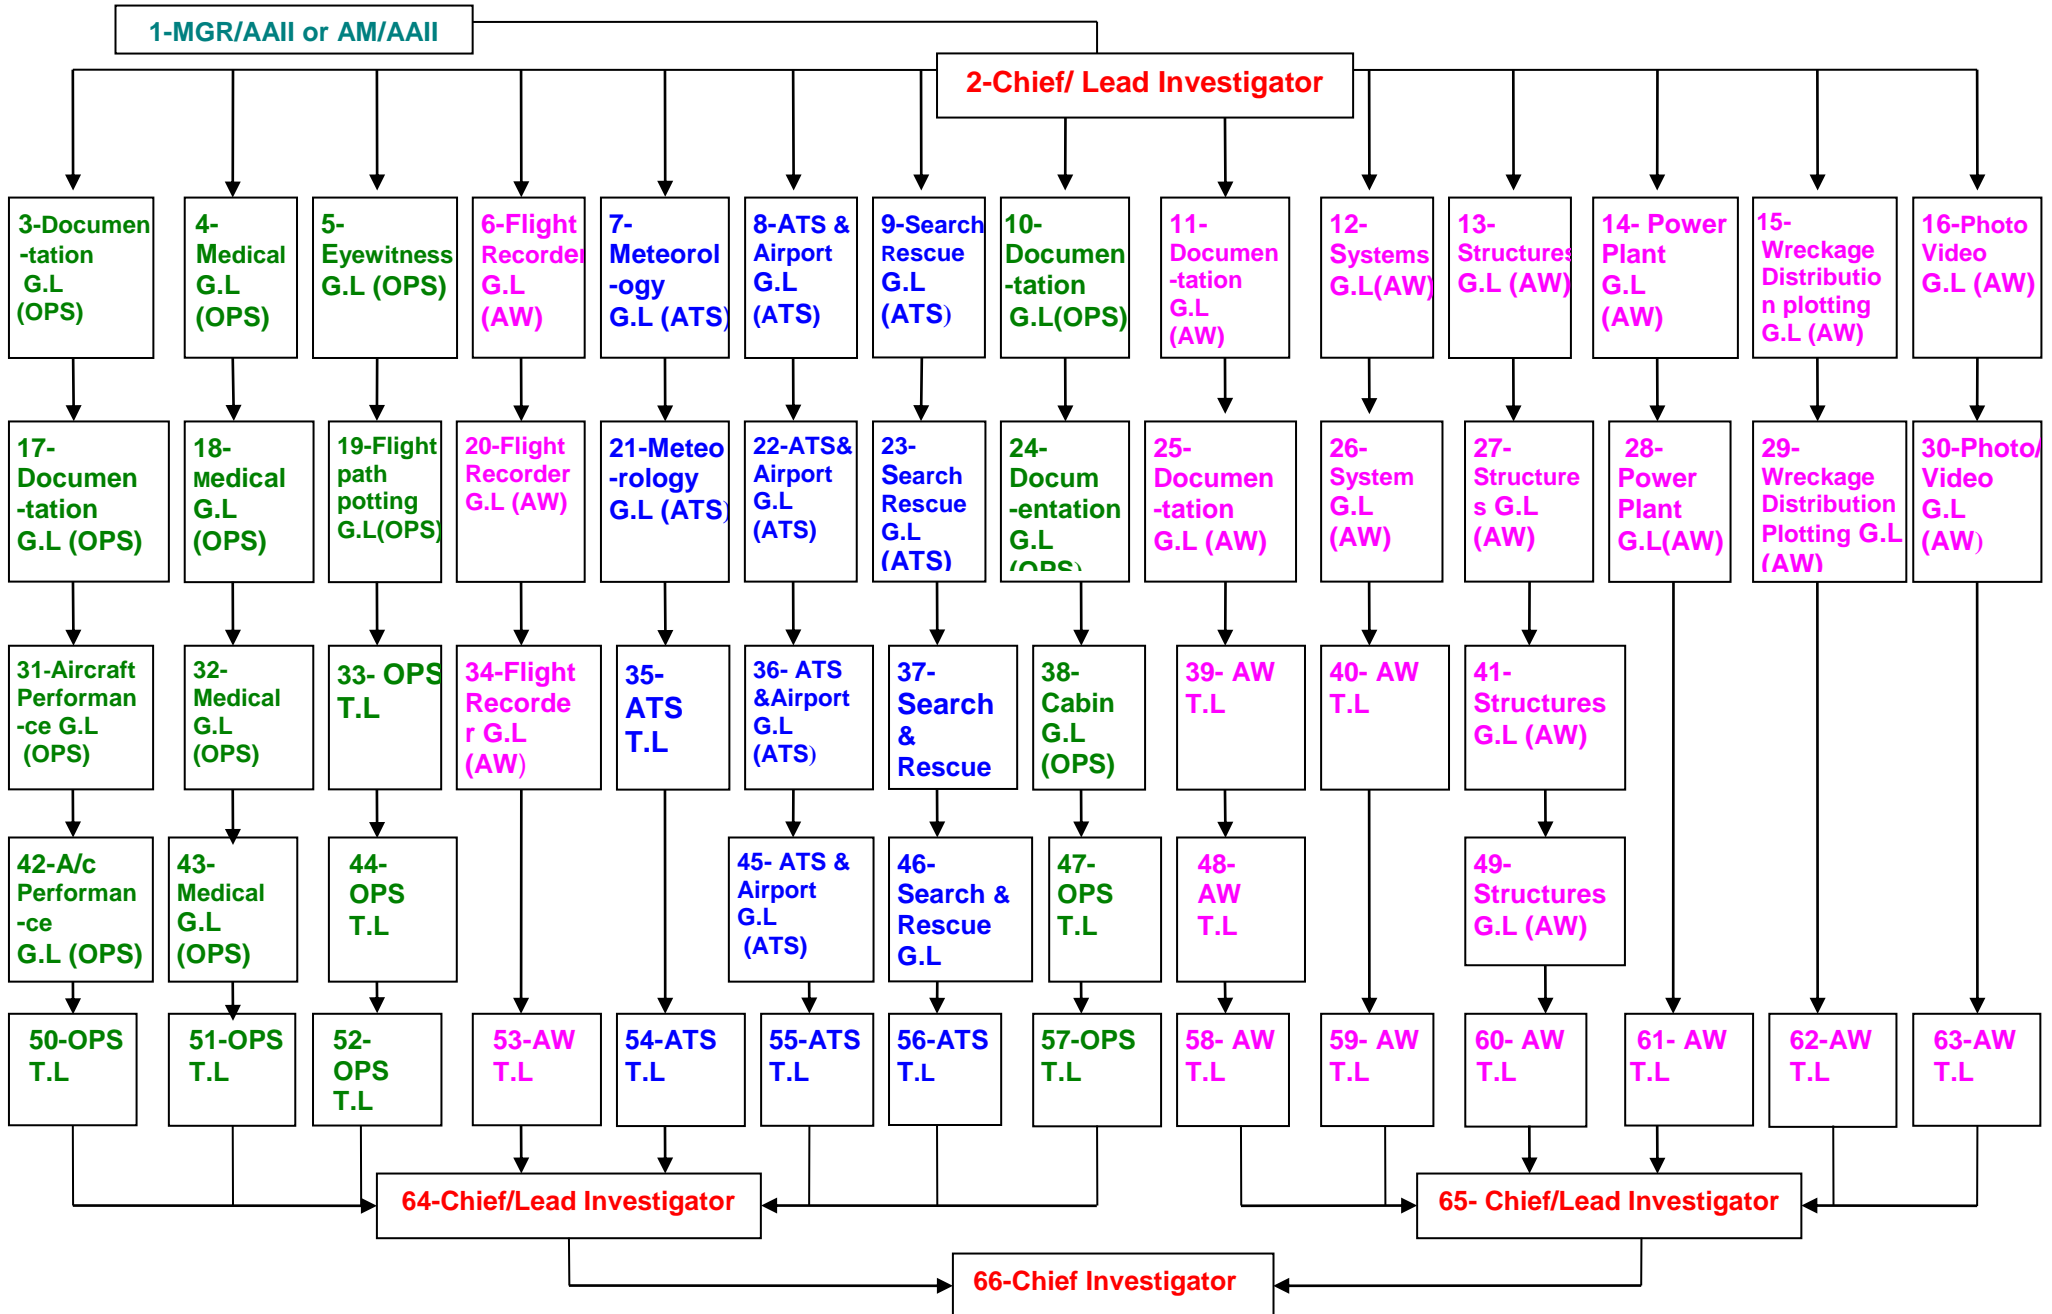 1-MGR/AAII or AM/AAII
2-Chief/ Lead Investigator
3-Documen
-tation
G.L
(OPS)
4-
Medical
G.L
(OPS)
5-
Eyewitness
G.L (OPS)
6-Flight
Recorder
G.L
(AW)
7-
Meteorol
-ogy
G.L (ATS)
8-ATS &
Airport
G.L
(ATS)
9-Search
Rescue
G.L
(ATS)
10-
Documen
-tation
G.L(OPS)
11-
Documen
-tation
G.L
(AW)
12-
Systems
G.L(AW)
13-
Structures
G.L (AW)
14- Power
Plant
G.L
(AW)
15-
Wreckage
Distributio
n plotting
G.L (AW)
16-Photo
Video
G.L (AW)
17-
Documen
-tation
G.L (OPS)
18-
Medical
G.L
(OPS)
19-Flight
path
potting
G.L(OPS)
20-Flight
Recorder
G.L (AW)
21-Meteo
-rology
G.L (ATS)
22-ATS&
Airport
G.L
(ATS)
23-
Search
Rescue
G.L
(ATS)
24-
Docum
-entation
G.L
(OPS)
25-
Documen
-tation
G.L (AW)
26-
System
G.L
(AW)
27-
Structure
s G.L
(AW)
28-
Power
Plant
G.L(AW)
29-
Wreckage
Distribution
Plotting G.L
(AW)
30-Photo/
Video
G.L
(AW)
31-Aircraft
Performan
-ce G.L
(OPS)
32-
Medical
G.L
(OPS)
33- OPS
T.L
34-Flight
Recorde
r G.L
(AW)
35-
ATS
T.L
36- ATS
&Airport
G.L
(ATS)
37-
Search
&
Rescue
38-
Cabin
G.L
(OPS)
39- AW
T.L
40- AW
T.L
41-
Structures
G.L (AW)
42-A/c
Performan
-ce
G.L (OPS)
43-
Medical
G.L
(OPS)
44-
OPS
T.L
45- ATS &
Airport
G.L
(ATS)
46-
Search &
Rescue
G.L
47-
OPS
T.L
48-
AW
T.L
49-
Structures
G.L (AW)
50-OPS
T.L
51-OPS
T.L
52-
OPS
T.L
53-AW
T.L
54-ATS
T.L
55-ATS
T.L
56-ATS
T.L
57-OPS
T.L
58- AW
T.L
59- AW
T.L
60- AW
T.L
61- AW
T.L
62-AW
T.L
63-AW
T.L
64-Chief/Lead Investigator
65- Chief/Lead Investigator
66-Chief Investigator